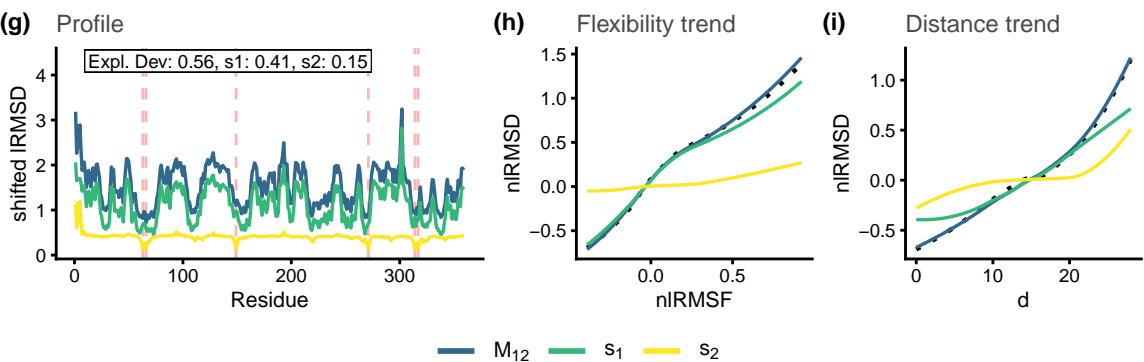 (g) Profile
Expl. Dev: 0.56, s1: 0.41, s2: 0.15
shifted lRMSD
4
3
2
1
0
0 100 200 300
Residue
(h) Flexibility trend
nlRMSD
1.5
1.0
0.5
0.0
−0.5
0.0 0.5
nlRMSF
(i) Distance trend
nlRMSD
1.0
0.5
0.0
−0.5
0 10 20
d
M12 s1 s2